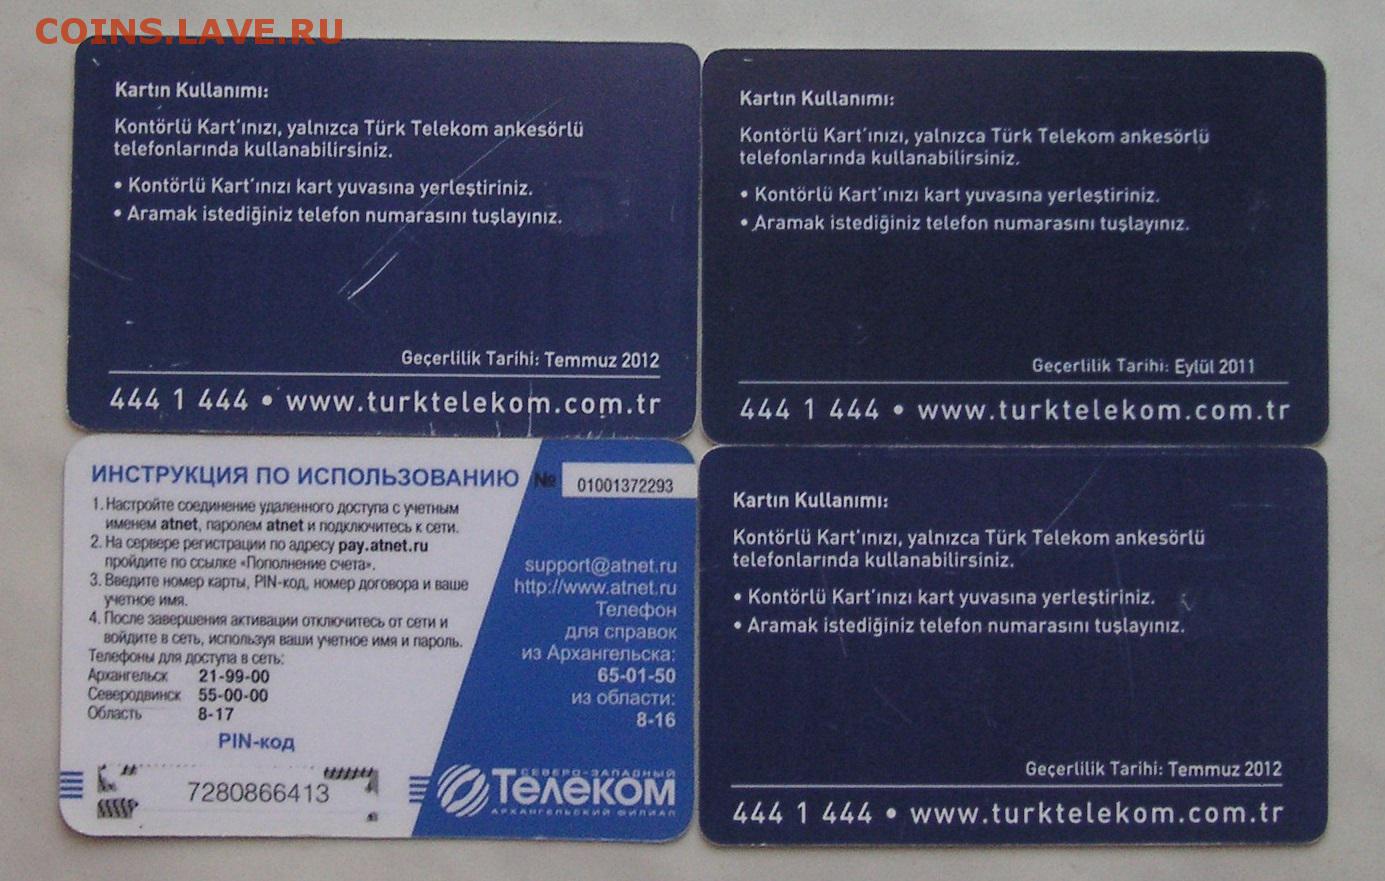 COINS.LAVE.RU
Kartın Kullanımı:
Kontörlü Kart'ınızı, yalnızca Türk Telekom ankesörlü
telefonlarında kullanabilirsiniz.
• Kontörlü Kart'ınızı kart yuvasına yerleştiriniz.
• Aramak istediğiniz telefon numarasını tuşlayınız.
Geçerlilik Tarihi: Temmuz 2012
444 1 444 • www.turktelekom.com.tr
Kartın Kullanımı:
Kontörlü Kart'ınızı, yalnızca Türk Telekom ankesörlü
telefonlarında kullanabilirsiniz.
• Kontörlü Kart'ınızı kart yuvasına yerleştiriniz.
• Aramak istediğiniz telefon numarasını tuşlayınız.
Geçerlilik Tarihi: Eylül 2011
444 1 444 • www.turktelekom.com.tr
ИНСТРУКЦИЯ ПО ИСПОЛЬЗОВАНИЮ
№ 01001372293
1. Настройте соединение удаленного доступа с учетным
именем atnet, паролем atnet и подключитесь к сети.
2. На сервере регистрации по адресу pay.atnet.ru
пройдите по ссылке «Пополнение счета».
3. Введите номер карты, PIN-код, номер договора и ваше
учетное имя.
4. После завершения активации отключитесь от сети и
войдите в сеть, используя ваши учетное имя и пароль.
Телефоны для доступа в сеть:
Архангельск 21-99-00
Северодвинск 55-00-00
Область 8-17
PIN-код
7280866413
support@atnet.ru
http://www.atnet.ru
Телефон
для справок
из Архангельска:
65-01-50
из области:
8-16
СЕВЕРО-ЗАПАДНЫЙ
Телеком
АРХАНГЕЛЬСКИЙ ФИЛИАЛ
Kartın Kullanımı:
Kontörlü Kart'ınızı, yalnızca Türk Telekom ankesörlü
telefonlarında kullanabilirsiniz.
• Kontörlü Kart'ınızı kart yuvasına yerleştiriniz.
• Aramak istediğiniz telefon numarasını tuşlayınız.
Geçerlilik Tarihi: Temmuz 2012
444 1 444 • www.turktelekom.com.tr